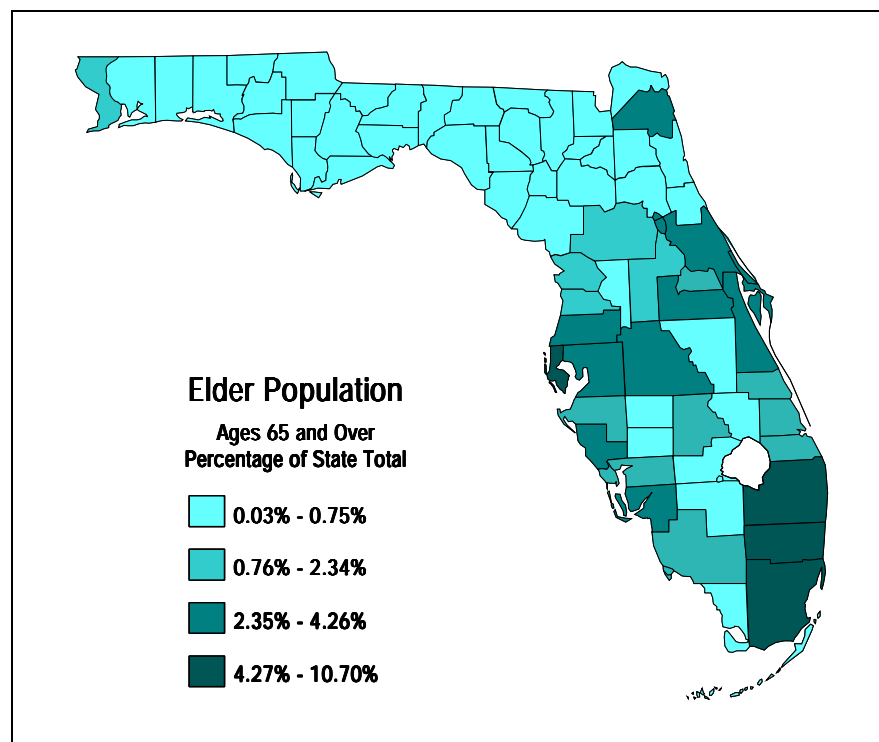 Elder Population
Ages 65 and Over
Percentage of State Total
0.03% - 0.75%
0.76% - 2.34%
2.35% - 4.26%
4.27% - 10.70%